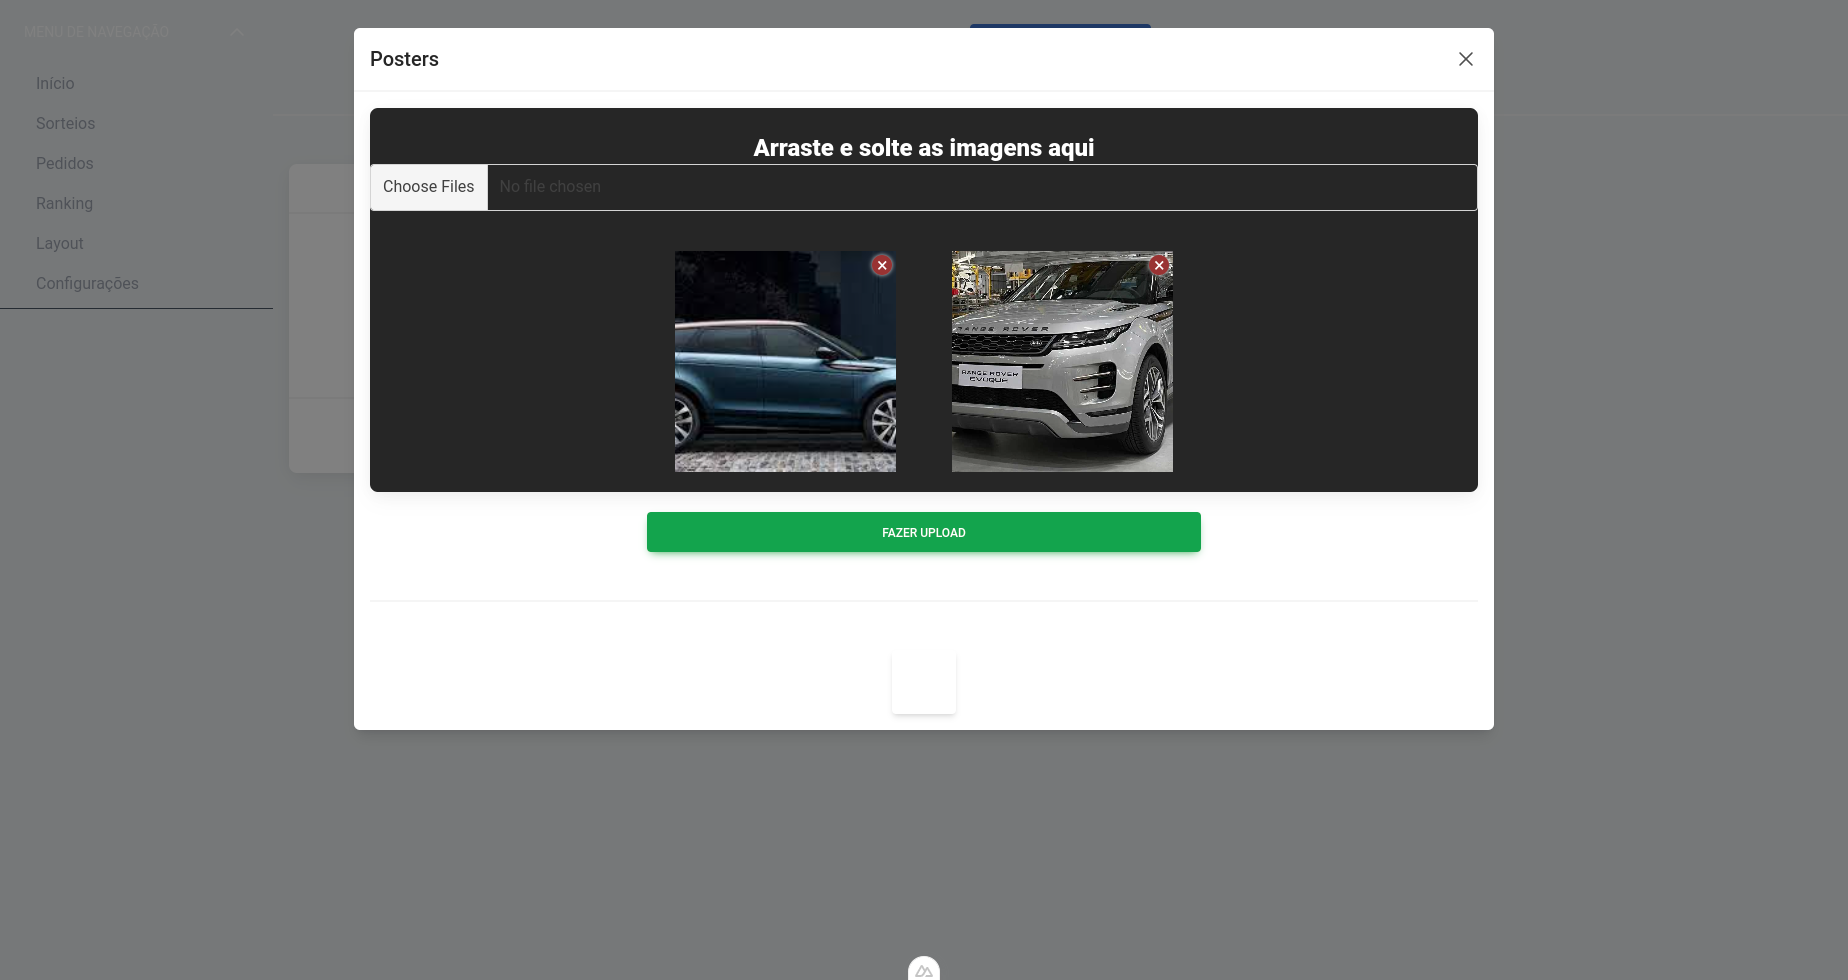 MENU DE NAVEGAÇÃO
Início
Sorteios
Pedidos
Ranking
Layout
Configurações
Posters
Arraste e solte as imagens aqui
Choose Files
No file chosen
RANGE ROVER
RANGE ROVER
EVOQUE
FAZER UPLOAD